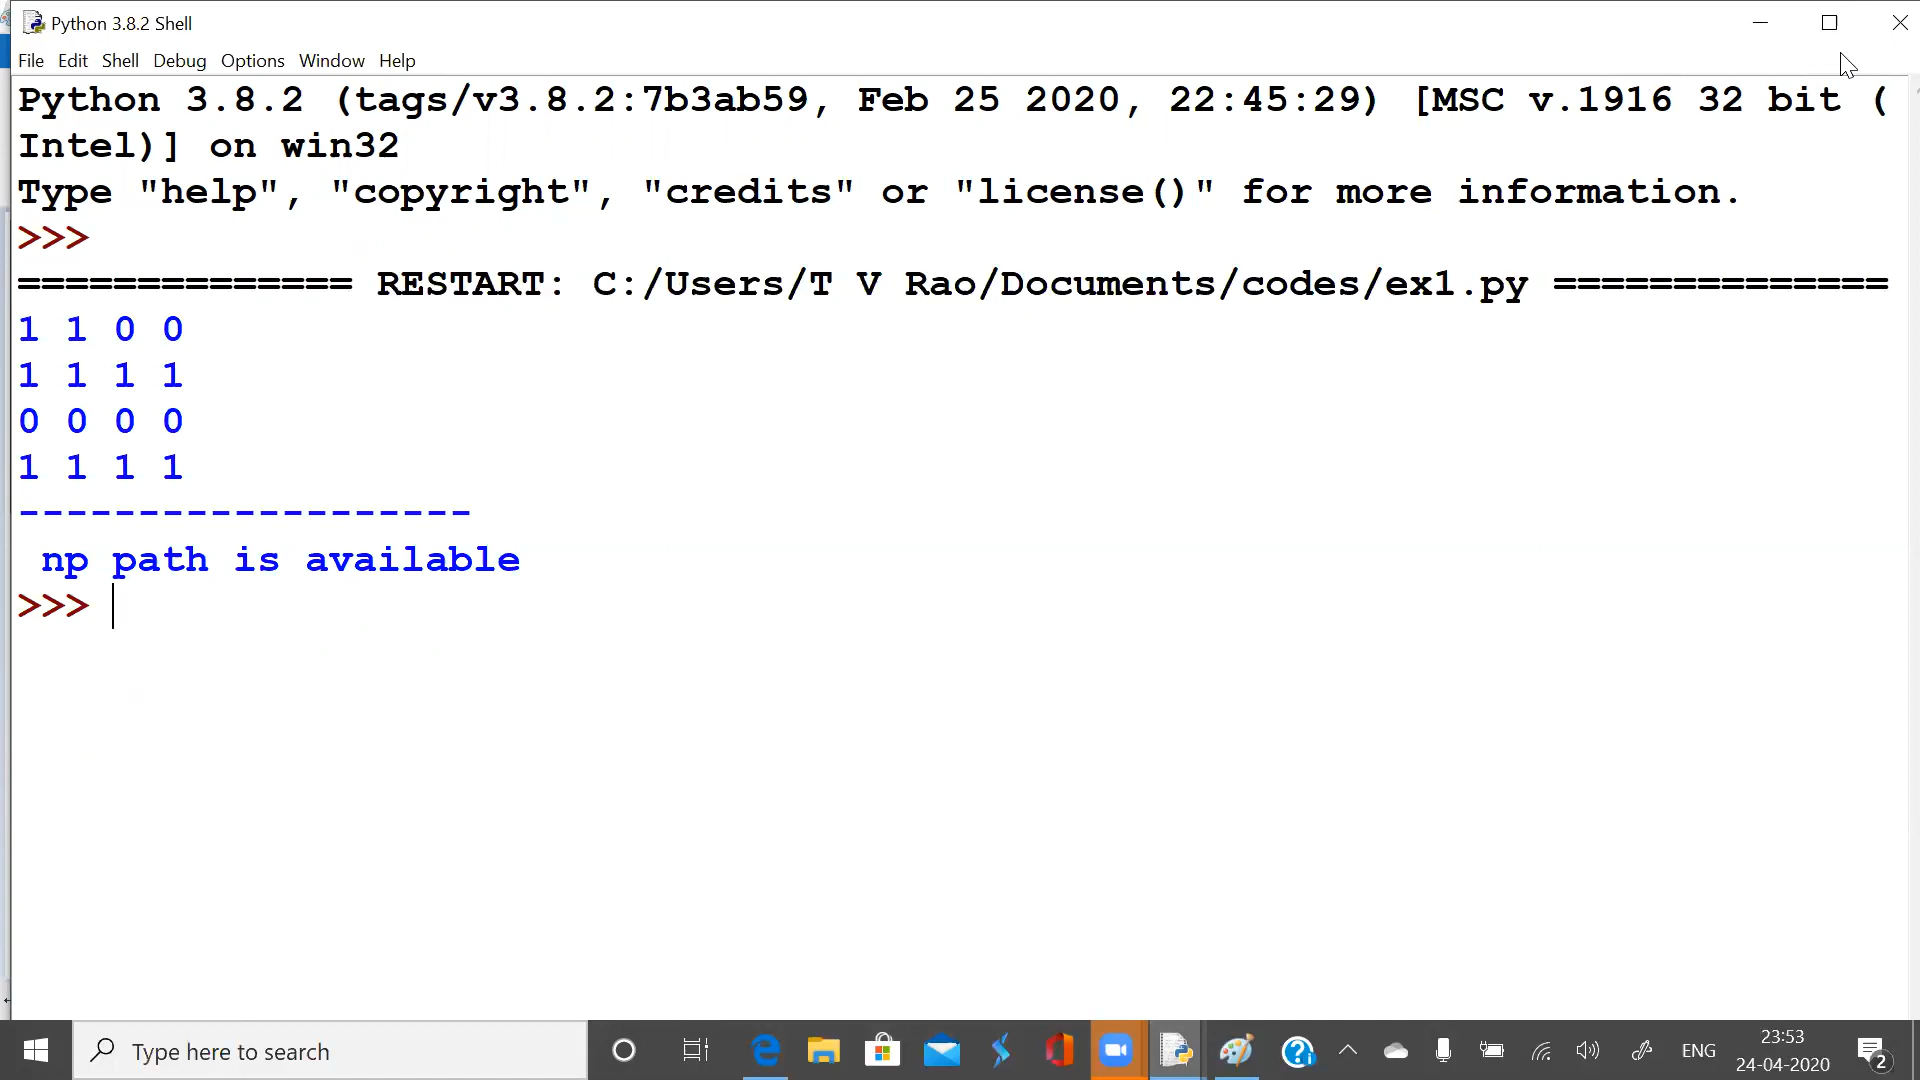 Python 3.8.2 Shell
File Edit Shell Debug Options Window Help
Python 3.8.2 (tags/v3.8.2:7b3ab59, Feb 25 2020, 22:45:29) [MSC v.1916 32 bit (
Intel)] on win32
Type "help", "copyright", "credits" or "license()" for more information.
>>>
============== RESTART: C:/Users/T V Rao/Documents/codes/ex1.py ==============
1 1 0 0
1 1 1 1
0 0 0 0
1 1 1 1
-------------------
np path is available
>>>
Type here to search
ENG
23:53
24-04-2020
2